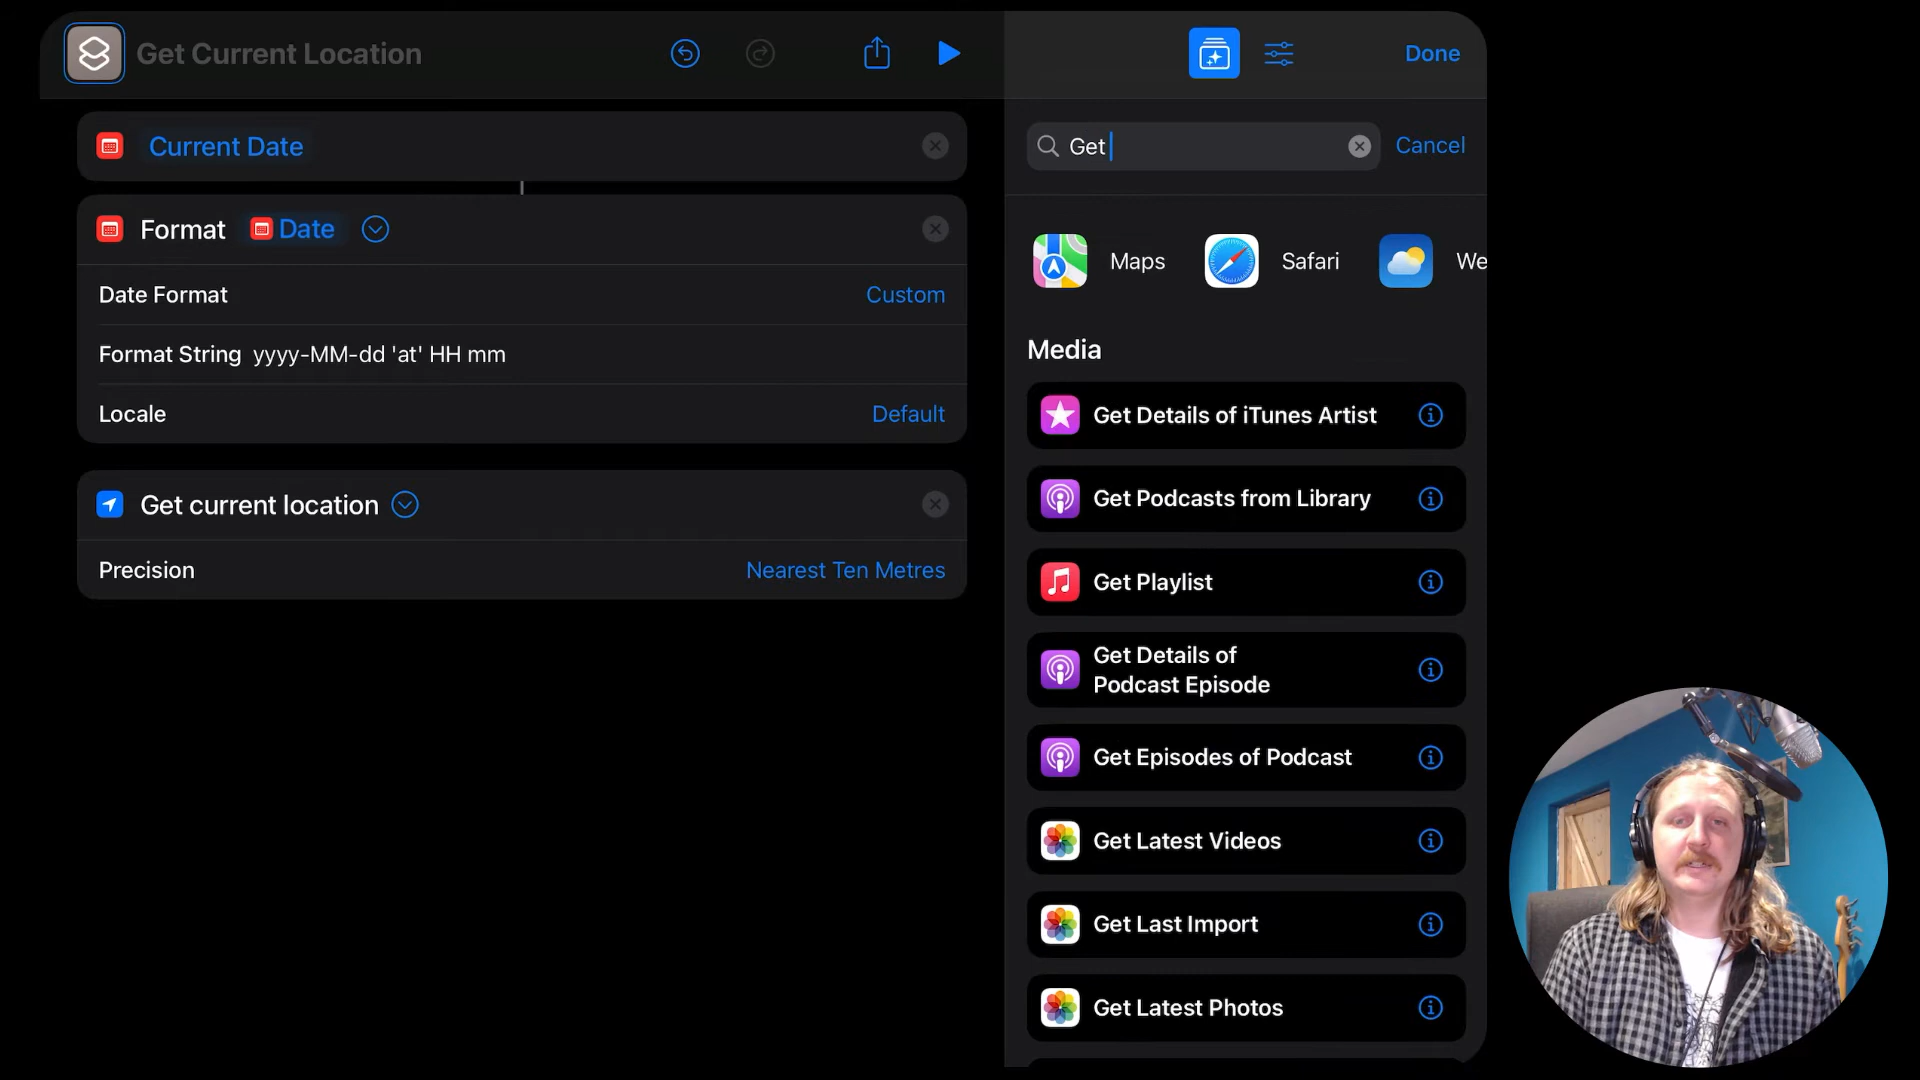 Get Current Location
Done
Current Date
Get
Cancel
Format Date
Maps
Safari
We
Date Format
Custom
Format String yyyy-MM-dd 'at' HH mm
Media
Locale
Default
Get Details of iTunes Artist
Get current location
Get Podcasts from Library
Precision
Nearest Ten Metres
Get Playlist
Get Details of
Podcast Episode
Get Episodes of Podcast
Get Latest Videos
Get Last Import
Get Latest Photos